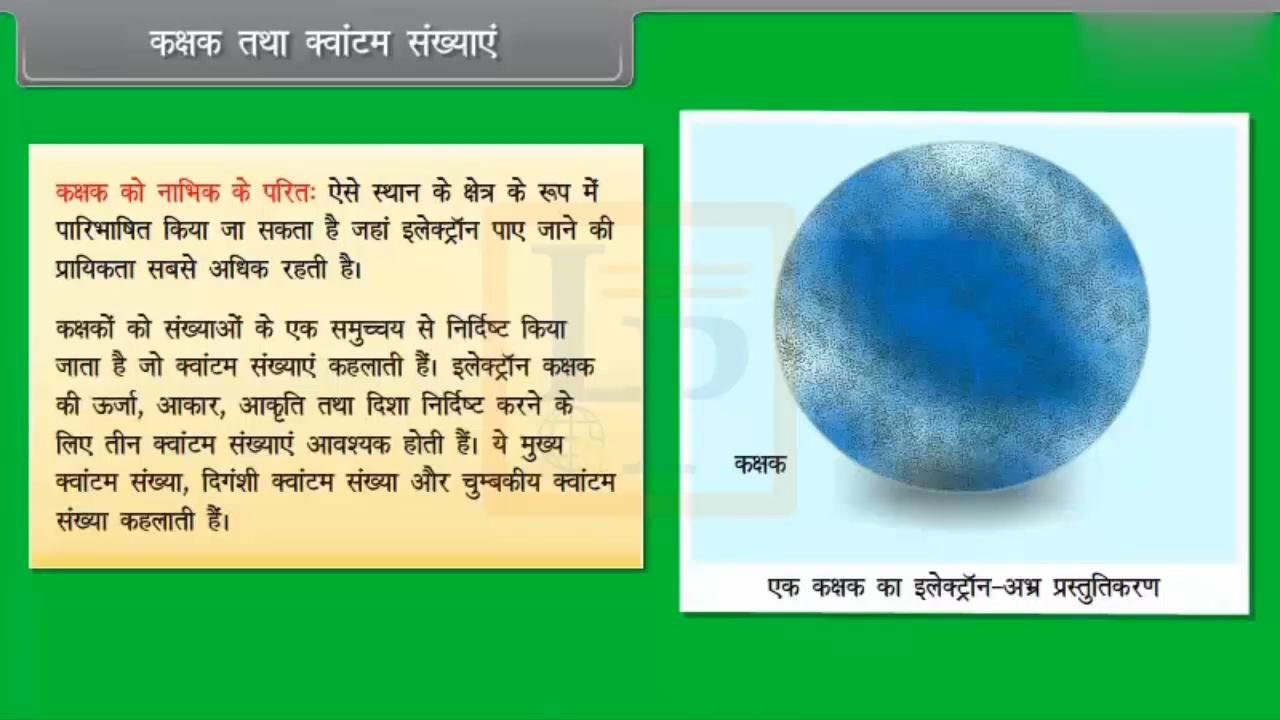 कक्षक तथा क्वांटम संख्याएं
कक्षक को नाभिक के परितः ऐसे स्थान के क्षेत्र के रूप में
पारिभाषित किया जा सकता है जहां इलेक्ट्रॉन पाए जाने की
प्रायिकता सबसे अधिक रहती है।
कक्षकों को संख्याओं के एक समुच्चय से निर्दिष्ट किया
जाता है जो क्वांटम संख्याएं कहलाती हैं। इलेक्ट्रॉन कक्षक
की ऊर्जा, आकार, आकृति तथा दिशा निर्दिष्ट करने के
लिए तीन क्वांटम संख्याएं आवश्यक होती हैं। ये मुख्य
क्वांटम संख्या, दिगंशी क्वांटम संख्या और चुम्बकीय क्वांटम
संख्या कहलाती हैं।
कक्षक
एक कक्षक का इलेक्ट्रॉन-अभ्र प्रस्तुतिकरण